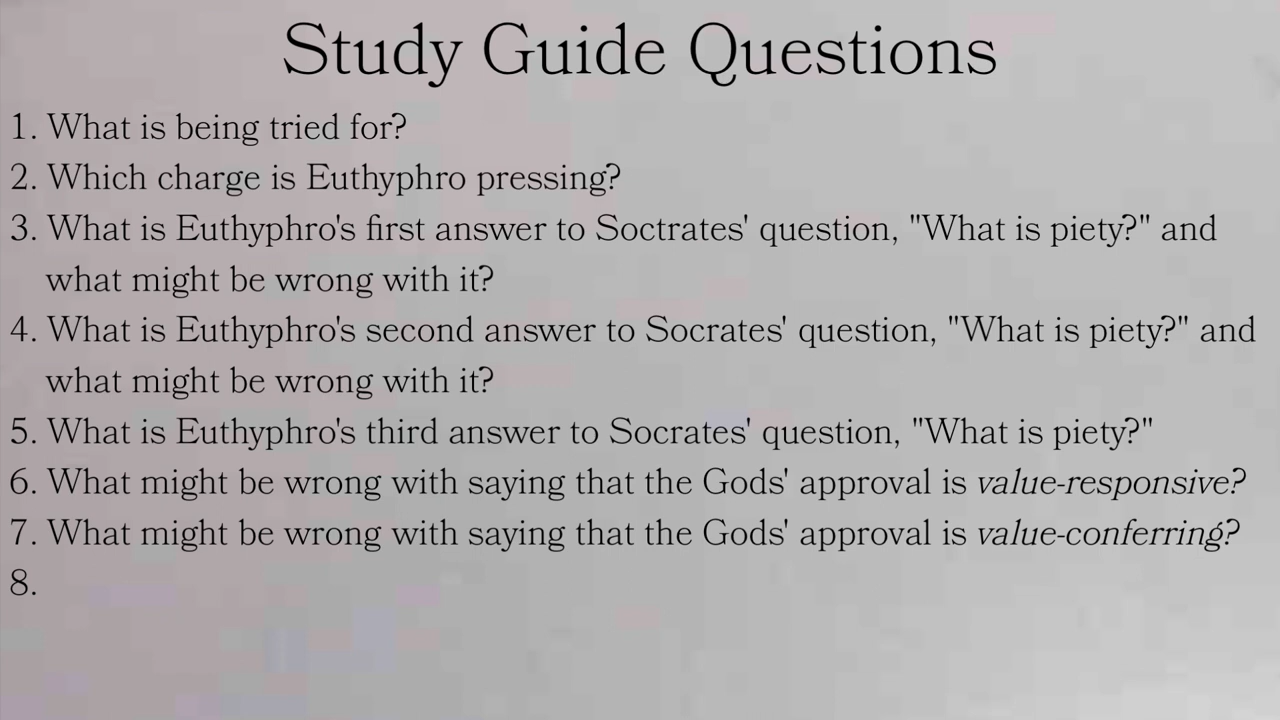 Study Guide Questions
1. What is being tried for?
2. Which charge is Euthyphro pressing?
3. What is Euthyphro's first answer to Soctrates' question, "What is piety?" and
what might be wrong with it?
4. What is Euthyphro's second answer to Socrates' question, "What is piety?" and
what might be wrong with it?
5. What is Euthyphro's third answer to Socrates' question, "What is piety?"
6. What might be wrong with saying that the Gods' approval is value-responsive?
7. What might be wrong with saying that the Gods' approval is value-conferring?
8.